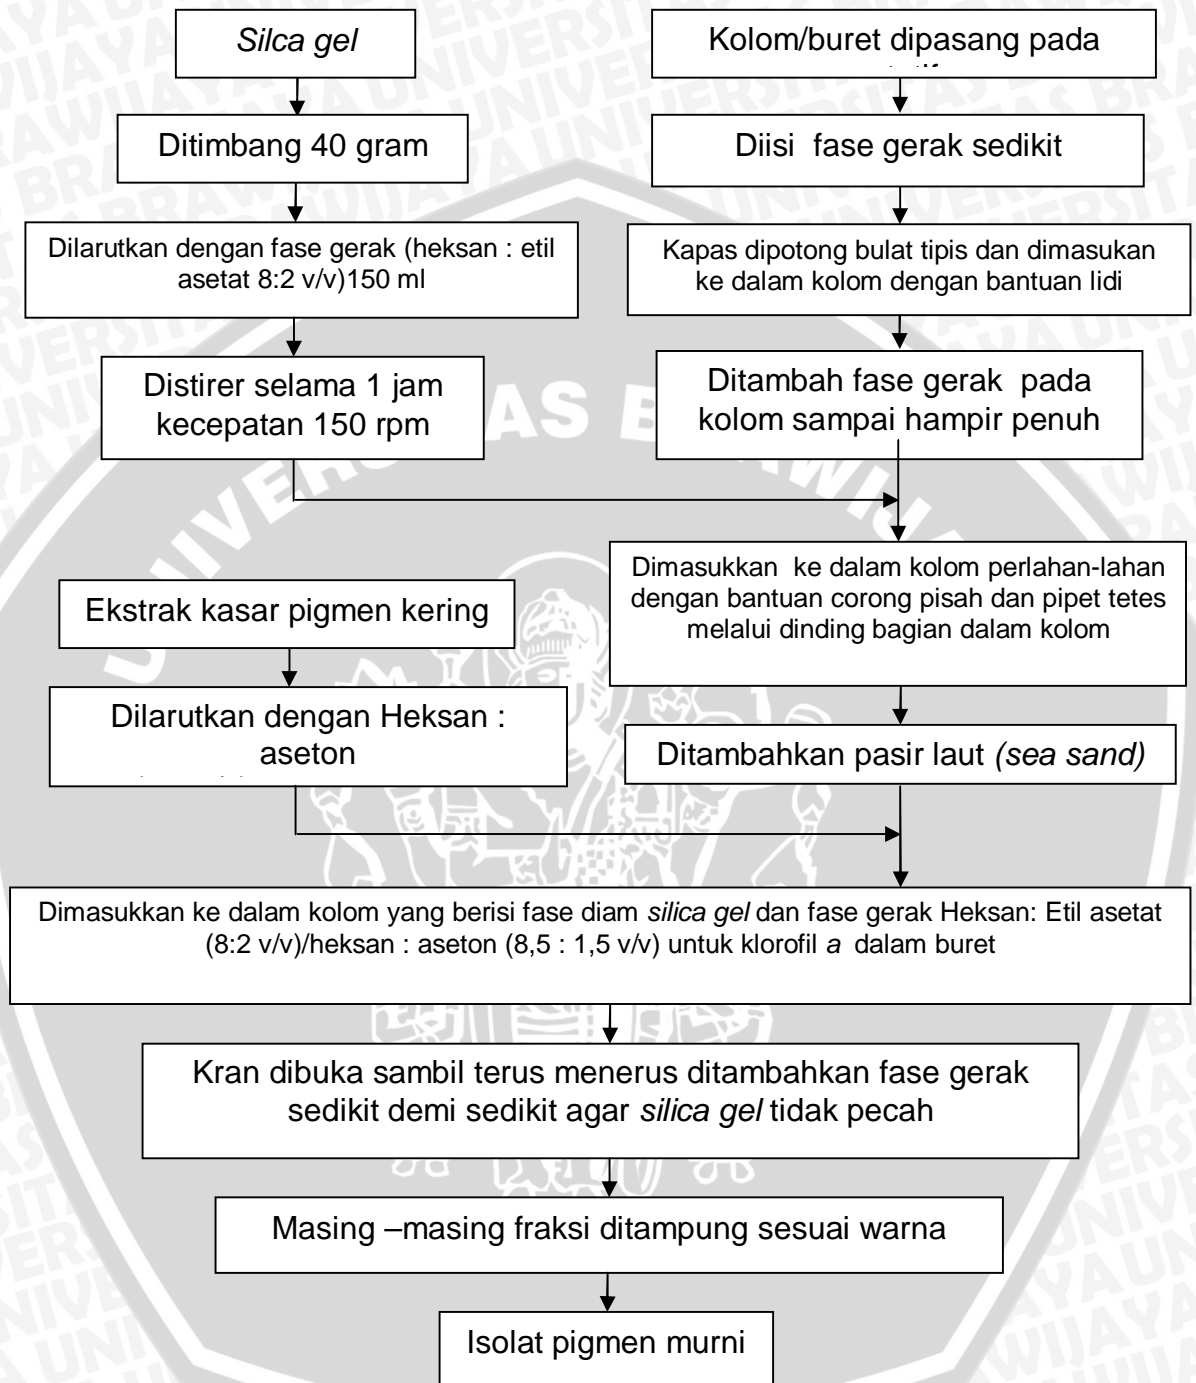 Silca gel
Ditimbang 40 gram
Dilarutkan dengan fase gerak (heksan : etil
asetat 8:2 v/v)150 ml
Distirer selama 1 jam
kecepatan 150 rpm
Kolom/buret dipasang pada
Diisi fase gerak sedikit
Kapas dipotong bulat tipis dan dimasukan
ke dalam kolom dengan bantuan lidi
Ditambah fase gerak pada
kolom sampai hampir penuh
Dimasukkan ke dalam kolom perlahan-lahan
dengan bantuan corong pisah dan pipet tetes
melalui dinding bagian dalam kolom
Ditambahkan pasir laut (sea sand)
Ekstrak kasar pigmen kering
Dilarutkan dengan Heksan :
aseton
Dimasukkan ke dalam kolom yang berisi fase diam silica gel dan fase gerak Heksan: Etil asetat
(8:2 v/v)/heksan : aseton (8,5 : 1,5 v/v) untuk klorofil a dalam buret
Kran dibuka sambil terus menerus ditambahkan fase gerak
sedikit demi sedikit agar silica gel tidak pecah
Masing –masing fraksi ditampung sesuai warna
Isolat pigmen murni